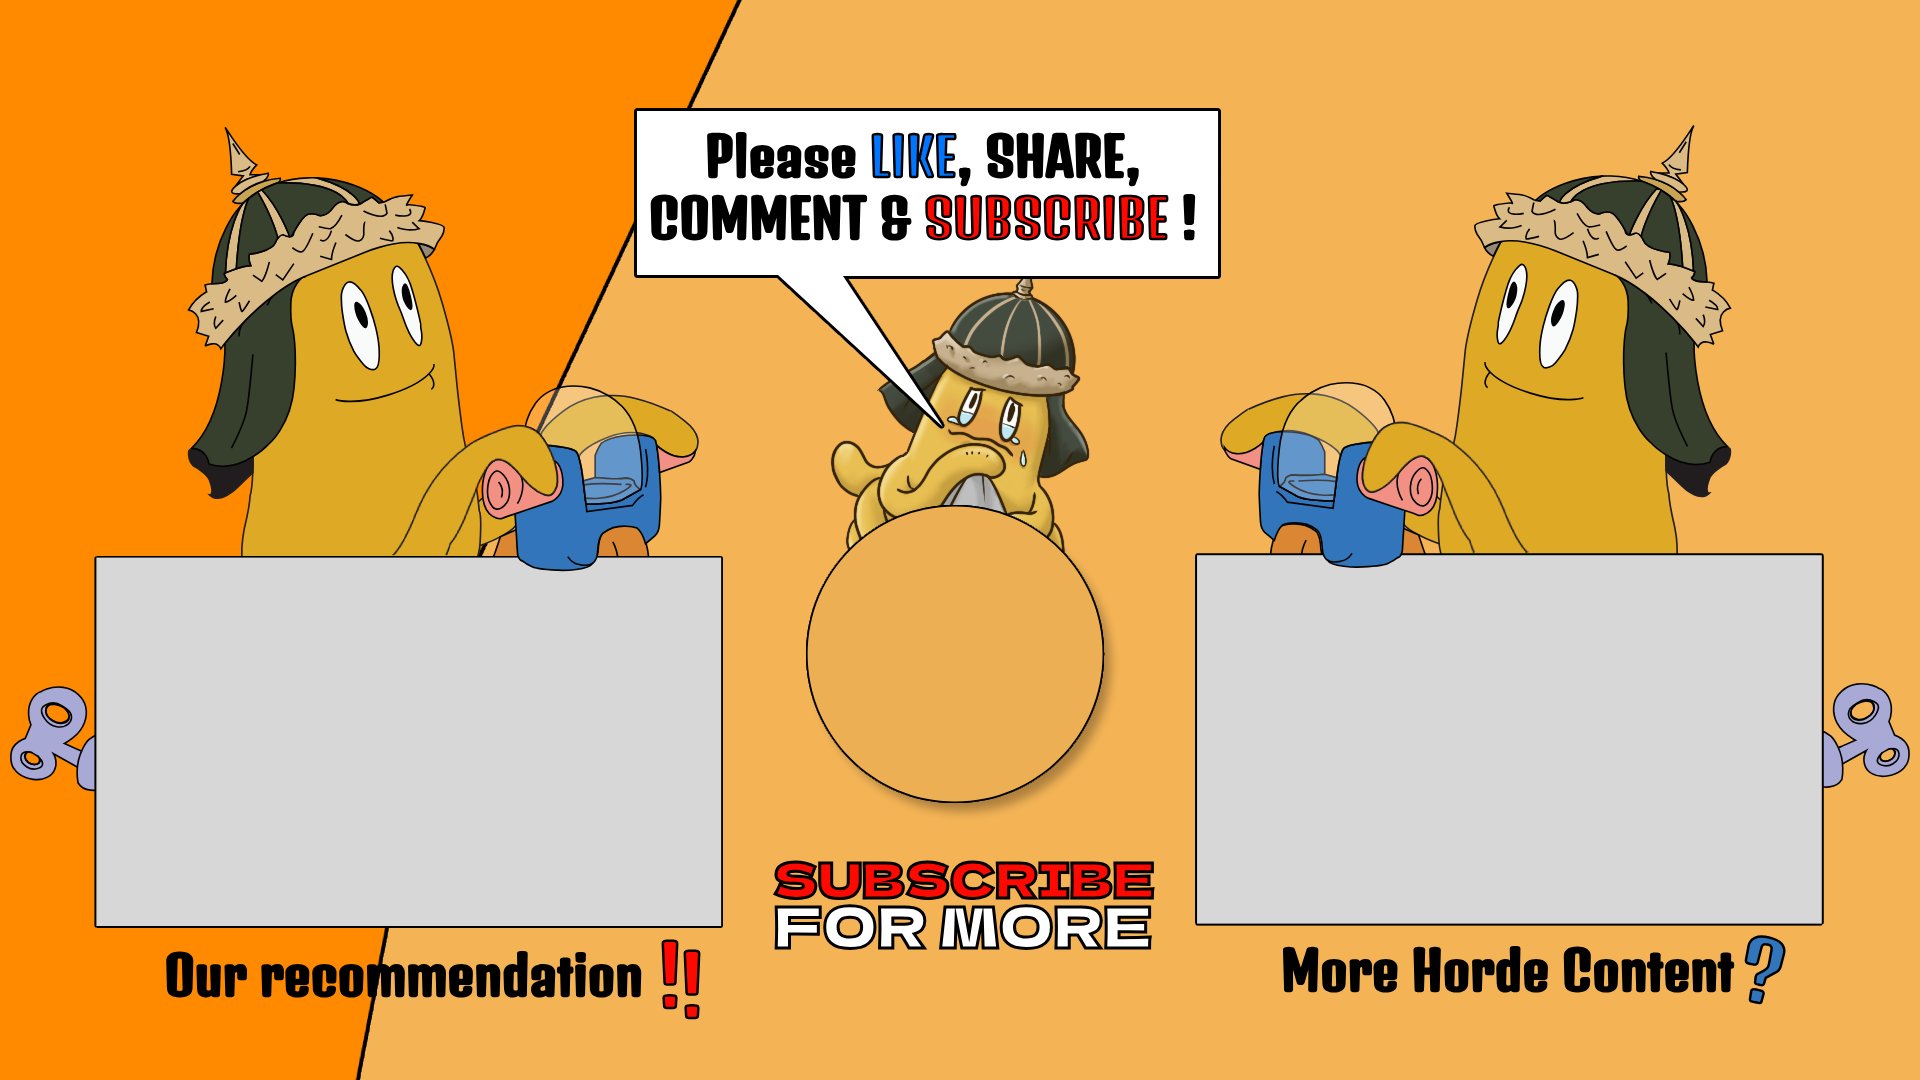 Please LIKE, SHARE,
COMMENT & SUBSCRIBE !
SUBSCRIBE
FOR MORE
Our recommendation !!
More Horde Content ?